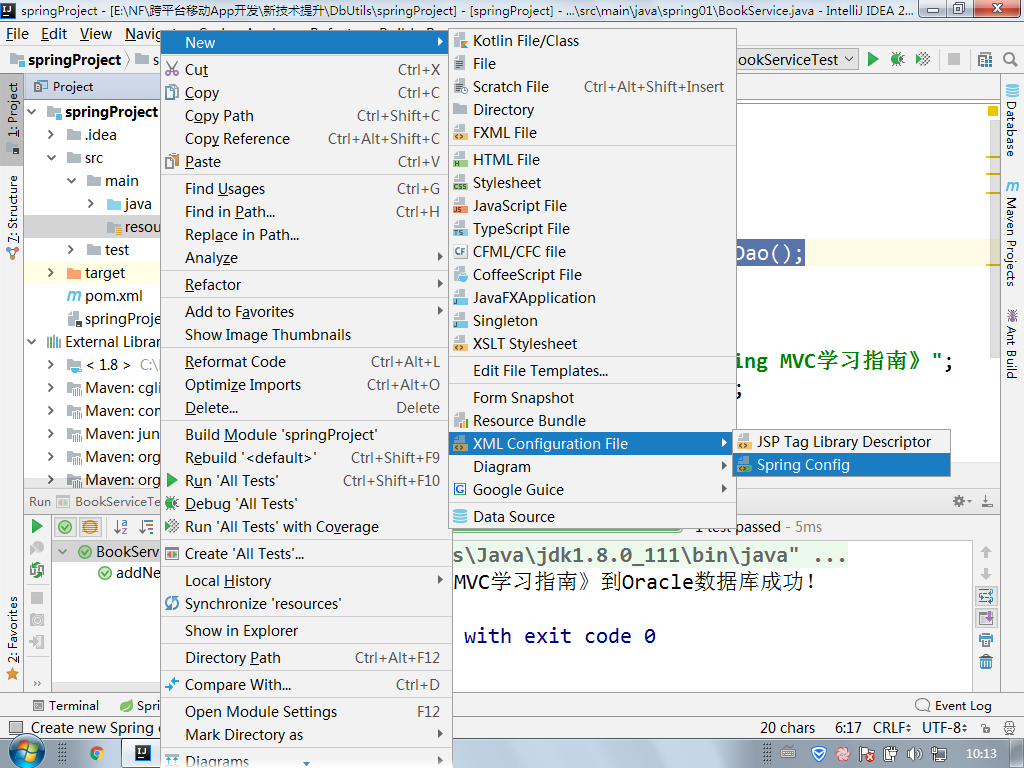 springProject - [E:\NF\跨平台移动App开发\新技术提升\DbUtils\springProject] - [springProject] - ...\src\main\java\spring01\BookService.java - IntelliJ IDEA 2...
File Edit View Navig
springProject
ookServiceTest
Project
springProject
.idea
src
main
java
resou
test
target
pom.xml
springProje
External Librar
< 1.8 > C:\
Maven: cgli
Maven: con
Maven: jun
Maven: org
Maven: org
1: Project
7: Structure
2: Favorites
New
Cut Ctrl+X
Copy Ctrl+C
Copy Path Ctrl+Shift+C
Copy Reference Ctrl+Alt+Shift+C
Paste Ctrl+V
Find Usages Ctrl+G
Find in Path... Ctrl+H
Replace in Path...
Analyze
Refactor
Add to Favorites
Show Image Thumbnails
Reformat Code Ctrl+Alt+L
Optimize Imports Ctrl+Alt+O
Delete... Delete
Build Module 'springProject'
Rebuild '<default>' Ctrl+Shift+F9
Run 'All Tests' Ctrl+Shift+F10
Debug 'All Tests'
Run 'All Tests' with Coverage
Create 'All Tests'...
Local History
Synchronize 'resources'
Show in Explorer
Directory Path Ctrl+Alt+F12
Compare With... Ctrl+D
Open Module Settings F12
Mark Directory as
Diagrams
Kotlin File/Class
File
Scratch File Ctrl+Alt+Shift+Insert
Directory
FXML File
HTML File
Stylesheet
JavaScript File
TypeScript File
CFML/CFC file
CoffeeScript File
JavaFXApplication
Singleton
XSLT Stylesheet
Edit File Templates...
Form Snapshot
Resource Bundle
XML Configuration File
Diagram
Google Guice
Data Source
JSP Tag Library Descriptor
Spring Config
Dao();
ing MVC学习指南》";
;
Database
Maven Projects
Ant Build
Run BookServiceTe
BookServ
addNe
1 test passed - 5ms
s\Java\jdk1.8.0_111\bin\java" ...
MVC学习指南》到Oracle数据库成功!
with exit code 0
Terminal
Spri
Event Log
Create new Spring
20 chars 6:17 CRLF UTF-8
10:13